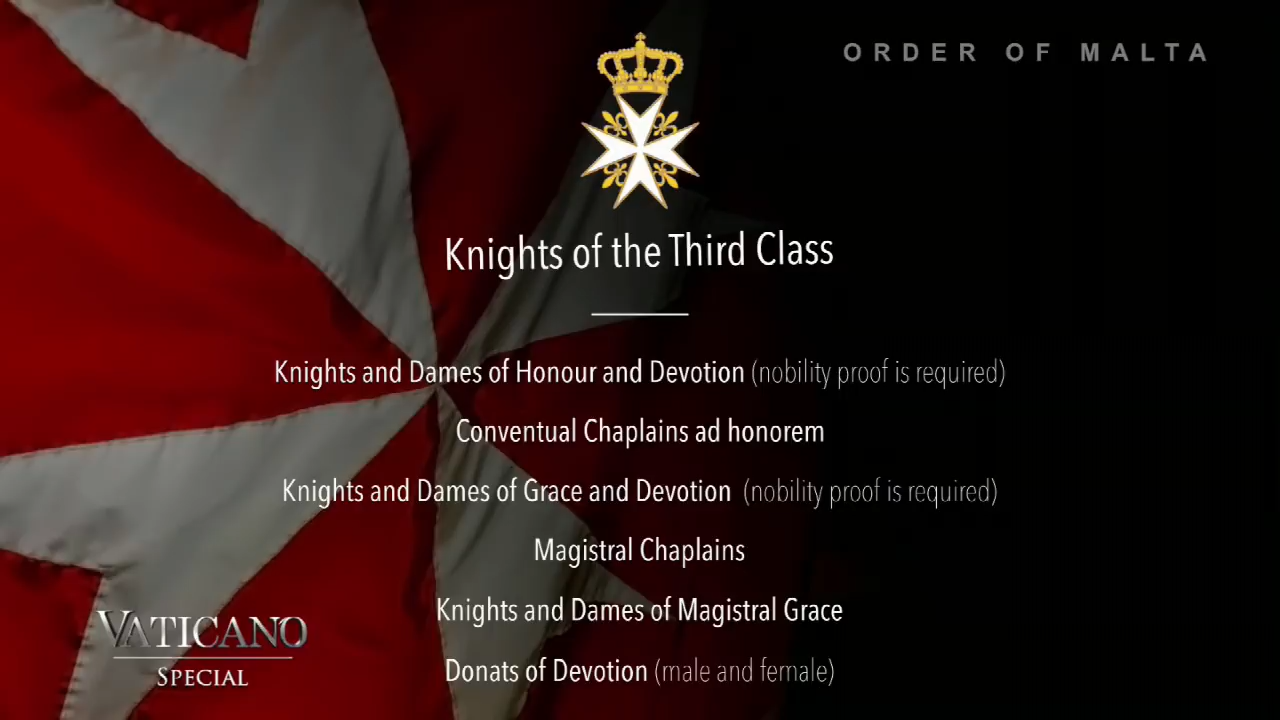 ORDER OF MALTA
Knights of the Third Class
Knights and Dames of Honour and Devotion (nobility proof is required)
Conventual Chaplains ad honorem
Knights and Dames of Grace and Devotion (nobility proof is required)
Magistral Chaplains
Knights and Dames of Magistral Grace
Donats of Devotion (male and female)
VATICANO
SPECIAL